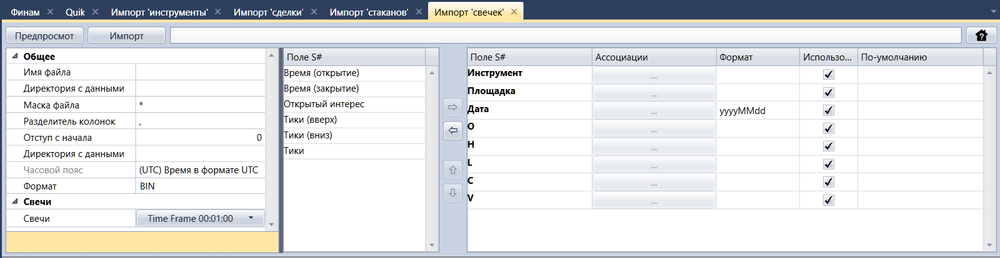 Финам × Quik × Импорт 'инструменты' × Импорт 'сделки' × Импорт 'стаканов' × Импорт 'свечек' ×
Предпросмот Импорт
Общее
Имя файла
Директория с данными
Маска файла *
Разделитель колонок ,
Отступ с начала 0
Директория с данными
Часовой пояс (UTC) Время в формате UTC
Формат BIN
Свечи
Свечи Time Frame 00:01:00
Поле S#
Время (открытие)
Время (закрытие)
Открытый интерес
Тики (вверх)
Тики (вниз)
Тики
Поле S# Ассоциации Формат Использо... По-умолчанию
Инструмент ...
Площадка ...
Дата ... yyyyMMdd
O ...
H ...
L ...
C ...
V ...